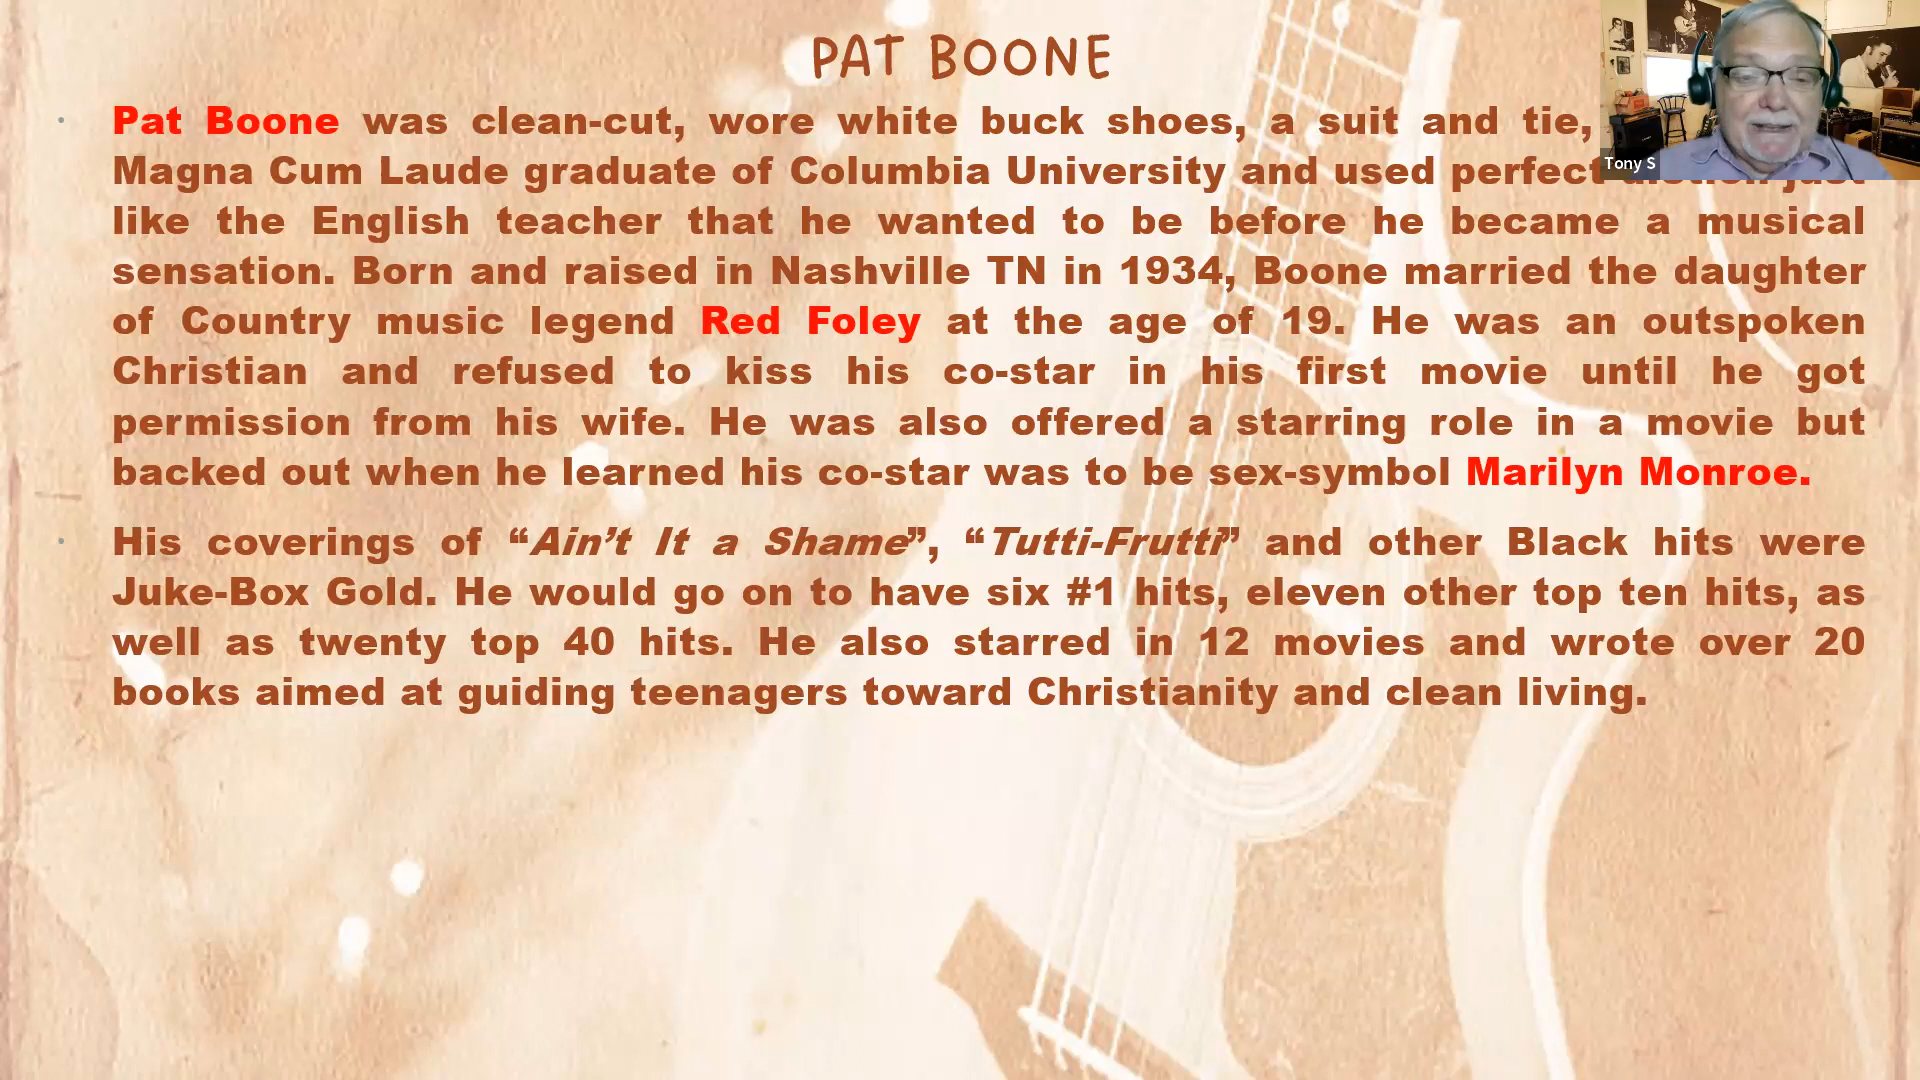 PAT BOONE
Pat Boone was clean-cut, wore white buck shoes, a suit and tie,
Magna Cum Laude graduate of Columbia University and used perfect
like the English teacher that he wanted to be before he became a musical
sensation. Born and raised in Nashville TN in 1934, Boone married the daughter
of Country music legend Red Foley at the age of 19. He was an outspoken
Christian and refused to kiss his co-star in his first movie until he got
permission from his wife. He was also offered a starring role in a movie but
backed out when he learned his co-star was to be sex-symbol Marilyn Monroe.
His coverings of “Ain’t It a Shame”, “Tutti-Frutti” and other Black hits were
Juke-Box Gold. He would go on to have six #1 hits, eleven other top ten hits, as
well as twenty top 40 hits. He also starred in 12 movies and wrote over 20
books aimed at guiding teenagers toward Christianity and clean living.
Tony S